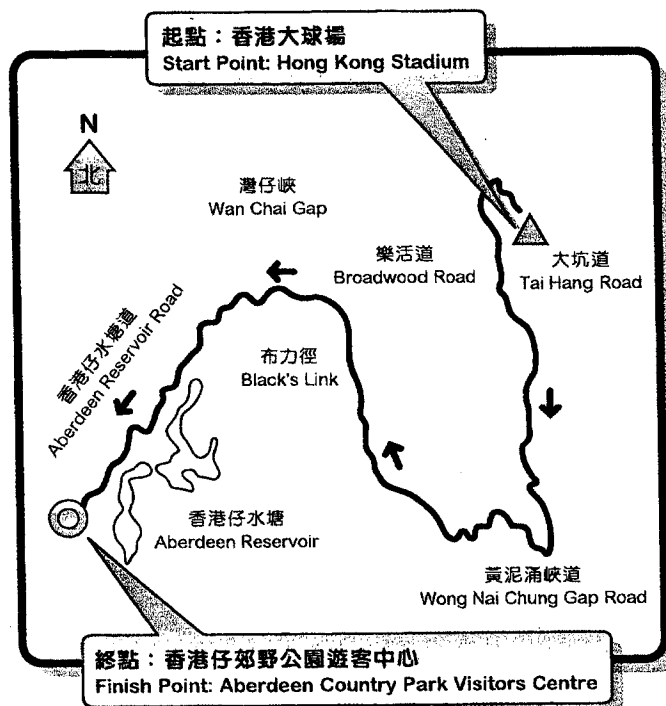 起點：香港大球場
Start Point: Hong Kong Stadium
N
北
灣仔峽
Wan Chai Gap
樂活道
Broadwood Road
大坑道
Tai Hang Road
香港仔水塘道
Aberdeen Reservoir Road
布力徑
Black's Link
香港仔水塘
Aberdeen Reservoir
黃泥涌峽道
Wong Nai Chung Gap Road
終點：香港仔郊野公園遊客中心
Finish Point: Aberdeen Country Park Visitors Centre